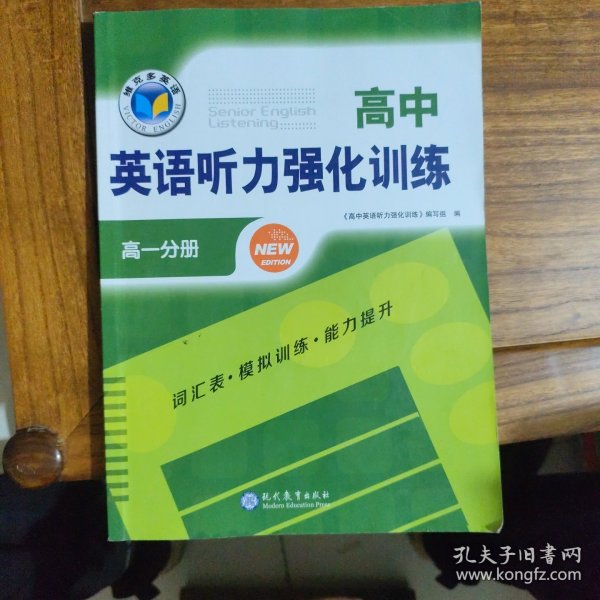 维克多英语
VICTOR ENGLISH
Senior English
Listening
高中
英语听力强化训练
《高中英语听力强化训练》编写组 编
高一分册
NEW
EDITION
词汇表·模拟训练·能力提升
现代教育出版社
Modern Education Press
孔夫子旧书网
www.kongfz.com